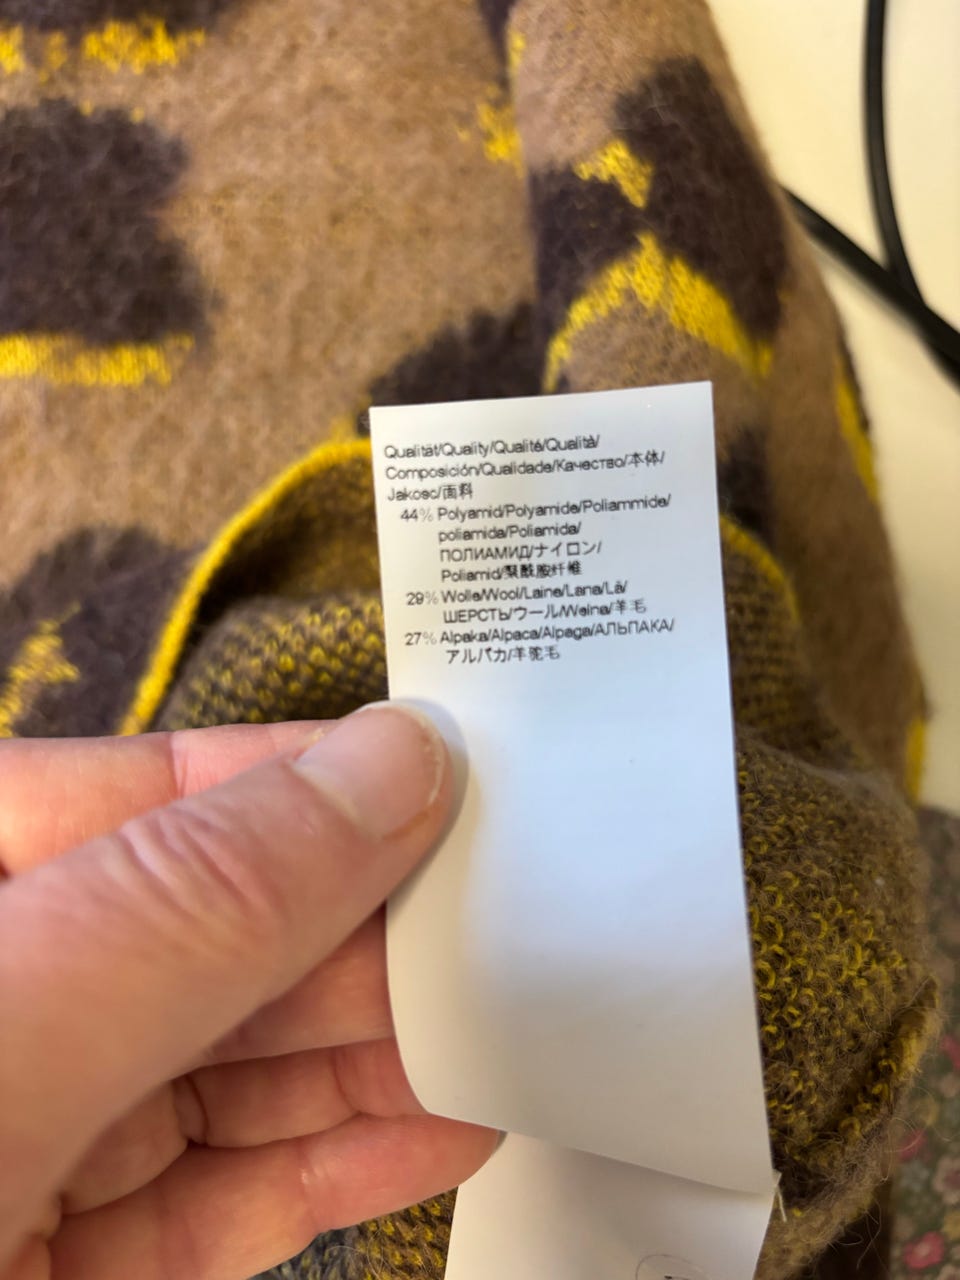 Qualität/Quality/Qualité/Qualità/
Composición/Qualidade/Качество/本体/
Jakosc/面料
44% Polyamid/Polyamide/Poliammide/
poliamida/Poliamida/
ПОЛИАМИД/ナイロン/
Poliamid/聚酰胺纤维
29% Wolle/Wool/Laine/Lana/Lã/
ШЕРСТЬ/ウール/Welna/羊毛
27% Alpaka/Alpaca/Alpaga/АЛЬПАКА/
アルパカ/羊驼毛